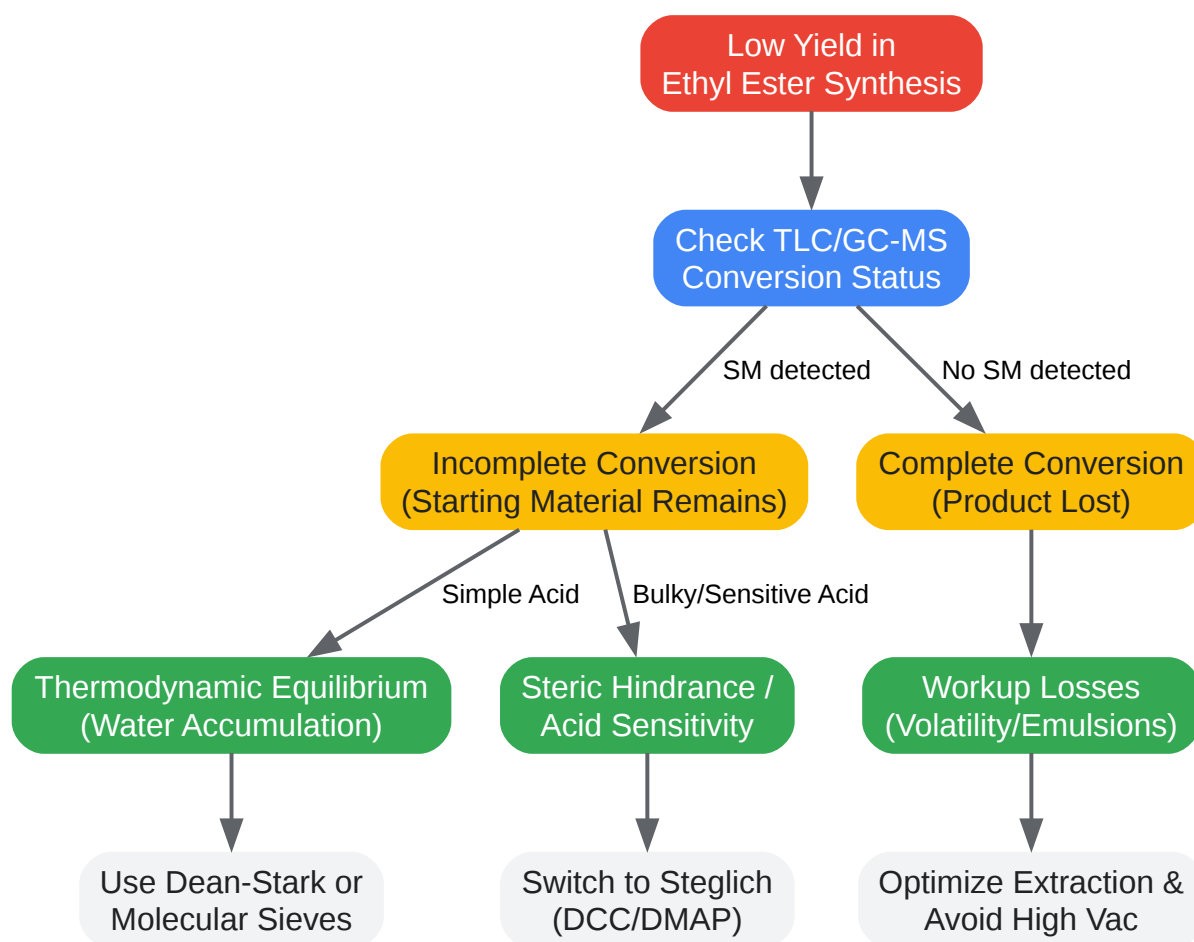 Low Yield in
Ethyl Ester Synthesis
Check TLC/GC-MS
Conversion Status
SM detected
No SM detected
Incomplete Conversion
(Starting Material Remains)
Complete Conversion
(Product Lost)
Simple Acid
Bulky/Sensitive Acid
Thermodynamic Equilibrium
(Water Accumulation)
Steric Hindrance /
Acid Sensitivity
Workup Losses
(Volatility/Emulsions)
Use Dean-Stark or
Molecular Sieves
Switch to Steglich
(DCC/DMAP)
Optimize Extraction &
Avoid High Vac